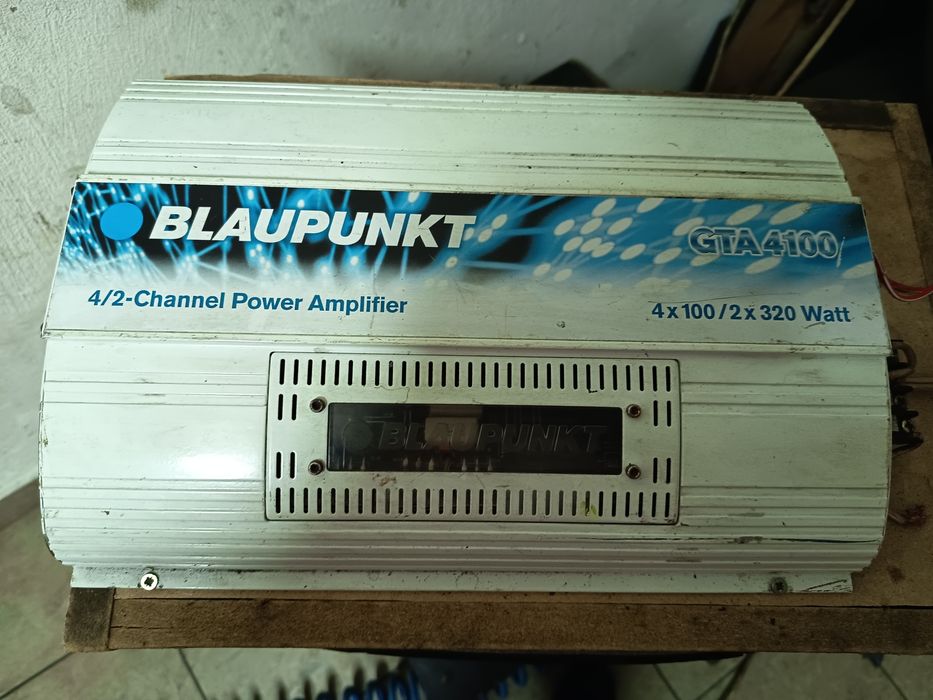 BLAUPUNKT
GTA 4100
4/2-Channel Power Amplifier
4 x 100 / 2 x 320 Watt
BLAUPUNKT